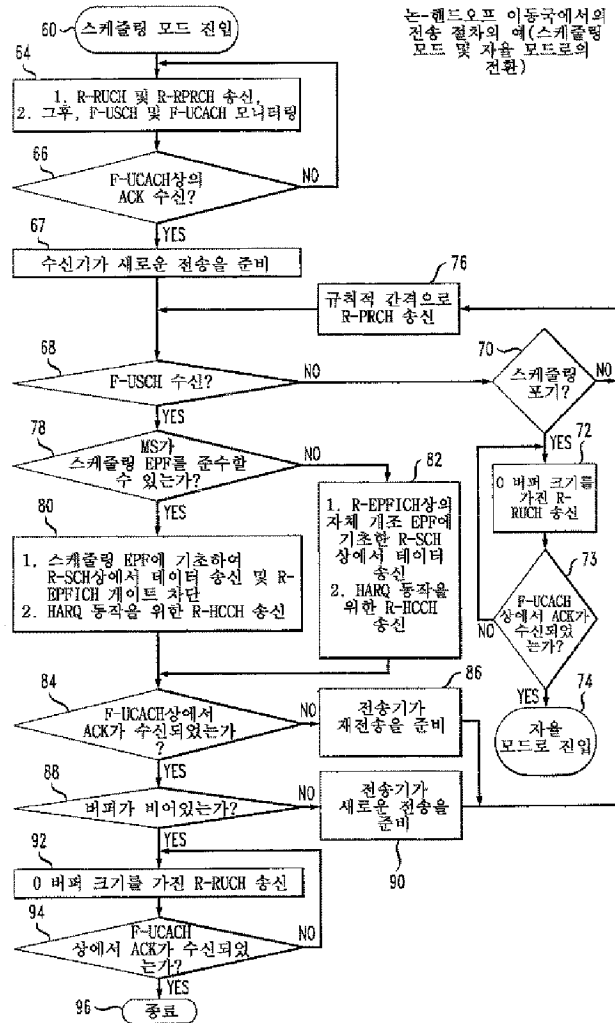 논-핸드오프 이동국에서의
전송 절차의 예(스케줄링
모드 및 자율 모드로의
전환)
60
스케줄링 모드 진입
64
1. R-RUCH 및 R-RPRCH 송신,
2. 그후, F-USCH 및 F-UCACH 모니터링
66
F-UCACH상의
ACK 수신?
NO
YES
67
수신기가 새로운 전송을 준비
76
규칙적 간격으로
R-PRCH 송신
68
F-USCH 수신?
NO
YES
70
스케줄링
포기?
NO
YES
72
0 버퍼 크기를
가진 R-
RUCH 송신
73
F-UCACH
상에서 ACK가
수신되었
는가?
NO
YES
74
자율
모드로 진입
78
MS가
스케줄링 EPF를 준수할
수 있는가?
NO
YES
80
1. 스케줄링 EPF에 기초하여
R-SCH상에서 데이터 송신 및 R-
EPFICH 게이트 차단
2. HARQ 동작을 위한 R-HCCH 송신
82
1. R-EPFICH상의
자체 개조 EPF에
기초한 R-SCH
상에서 데이터
송신
2. HARQ 동작을
위한 R-HCCH
송신
84
F-UCACH상에서
ACK가 수신되었는가
?
NO
YES
86
전송기가
재전송을 준비
88
버퍼가 비어있는가?
NO
YES
전송기가
새로운 전송을
준비
90
92
0 버퍼 크기를 가진 R-RUCH 송신
94
F-UCACH
상에서 ACK가 수신되었
는가?
NO
YES
96
종료